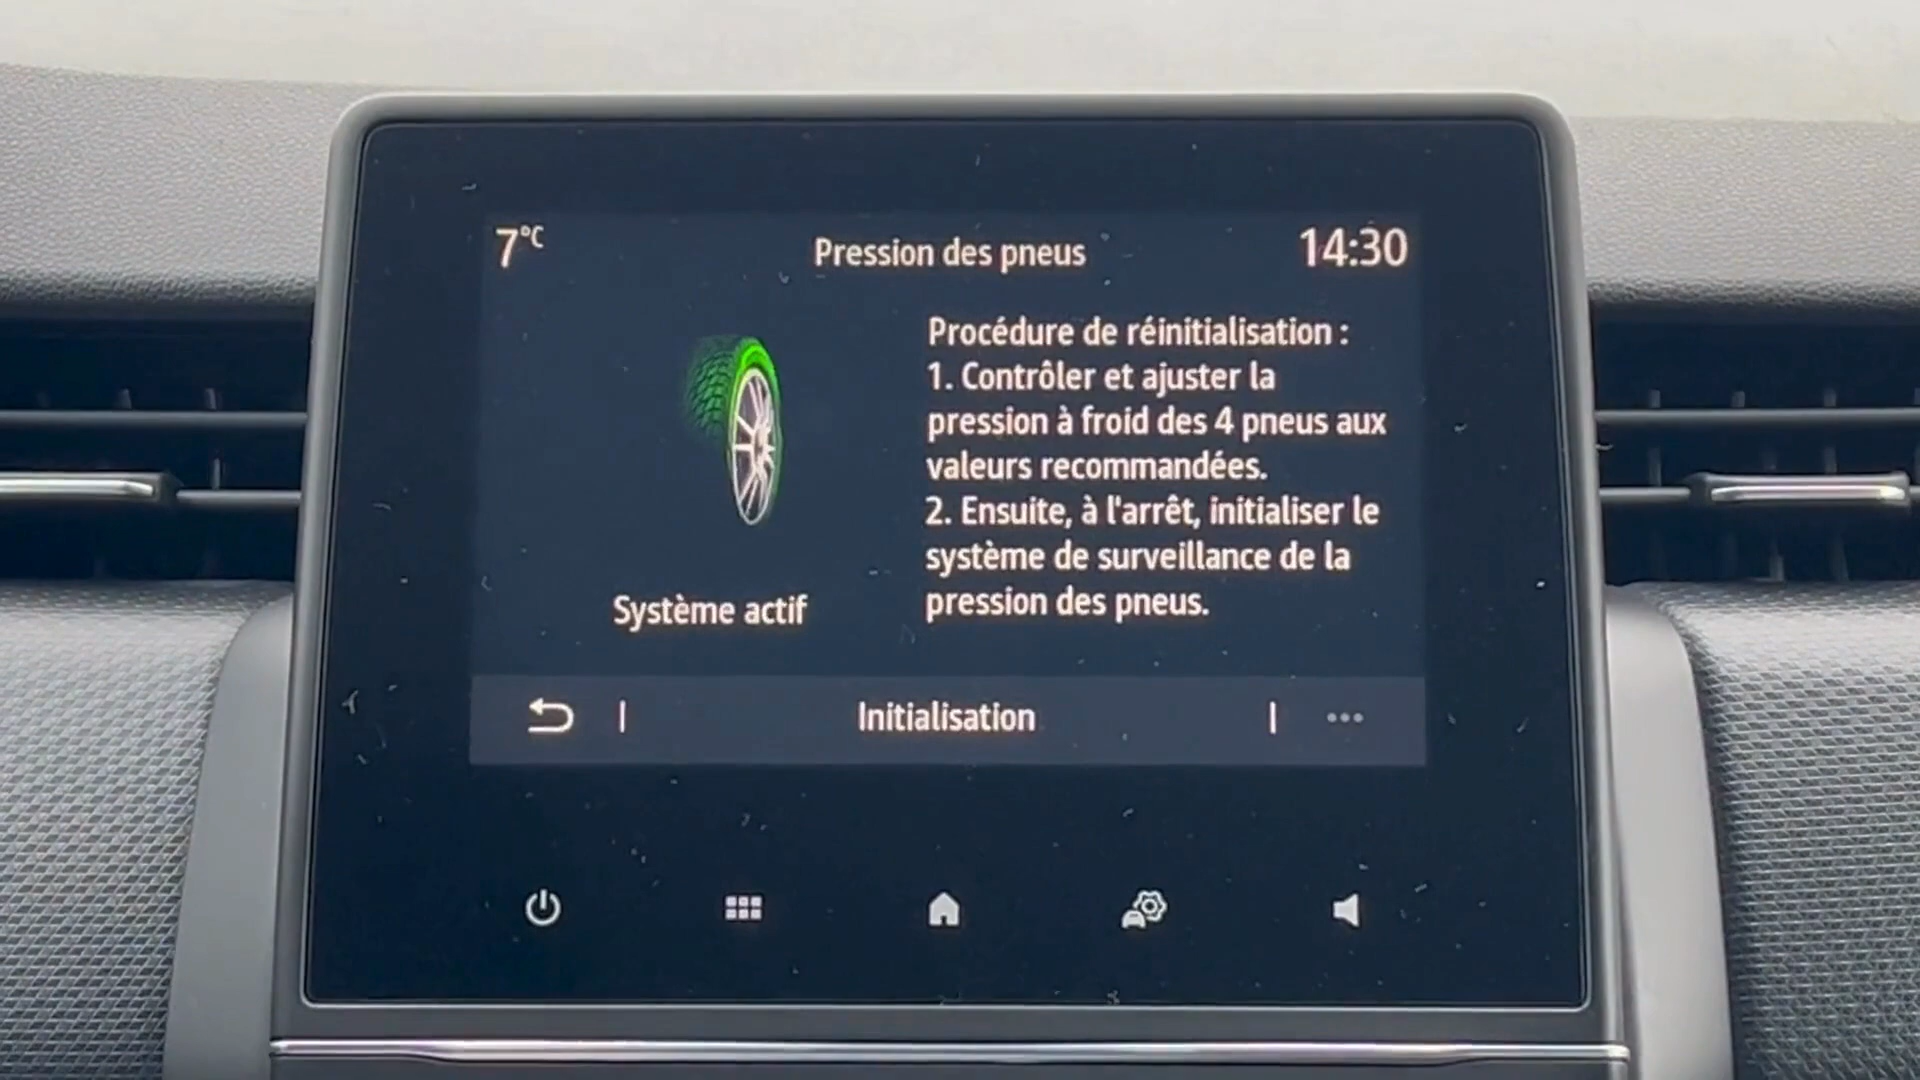 7°C
Pression des pneus
14:30
Procédure de réinitialisation :
1. Contrôler et ajuster la
pression à froid des 4 pneus aux
valeurs recommandées.
2. Ensuite, à l'arrêt, initialiser le
système de surveillance de la
pression des pneus.
Système actif
Initialisation